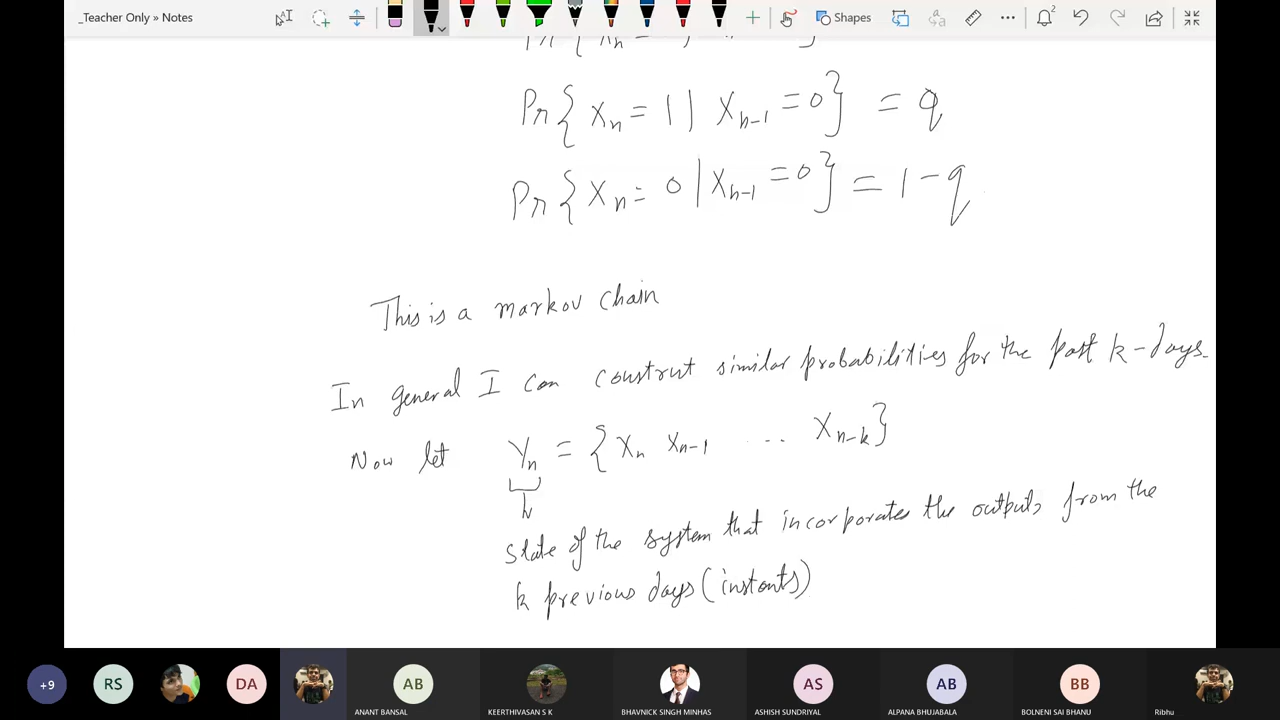 _Teacher Only » Notes
Shapes
Pr{ Xn = 1 | Xn-1 = 0 } = q
Pr{ Xn = 0 | Xn-1 = 0 } = 1 - q
This is a markov chain
In general I can construt similar probabilities for the past k-days.
Now let Yn = { Xn Xn-1 ... Xn-k }
state of the system that incorporates the outputs from the
k previous days (instants)
+9 RS DA AB AS AB BB
ANANT BANSAL KEERTHIVASAN S K BHAVNICK SINGH MINHAS ASHISH SUNDRIYAL ALPANA BHUJABALA BOLNENI SAI BHANU Ribhu